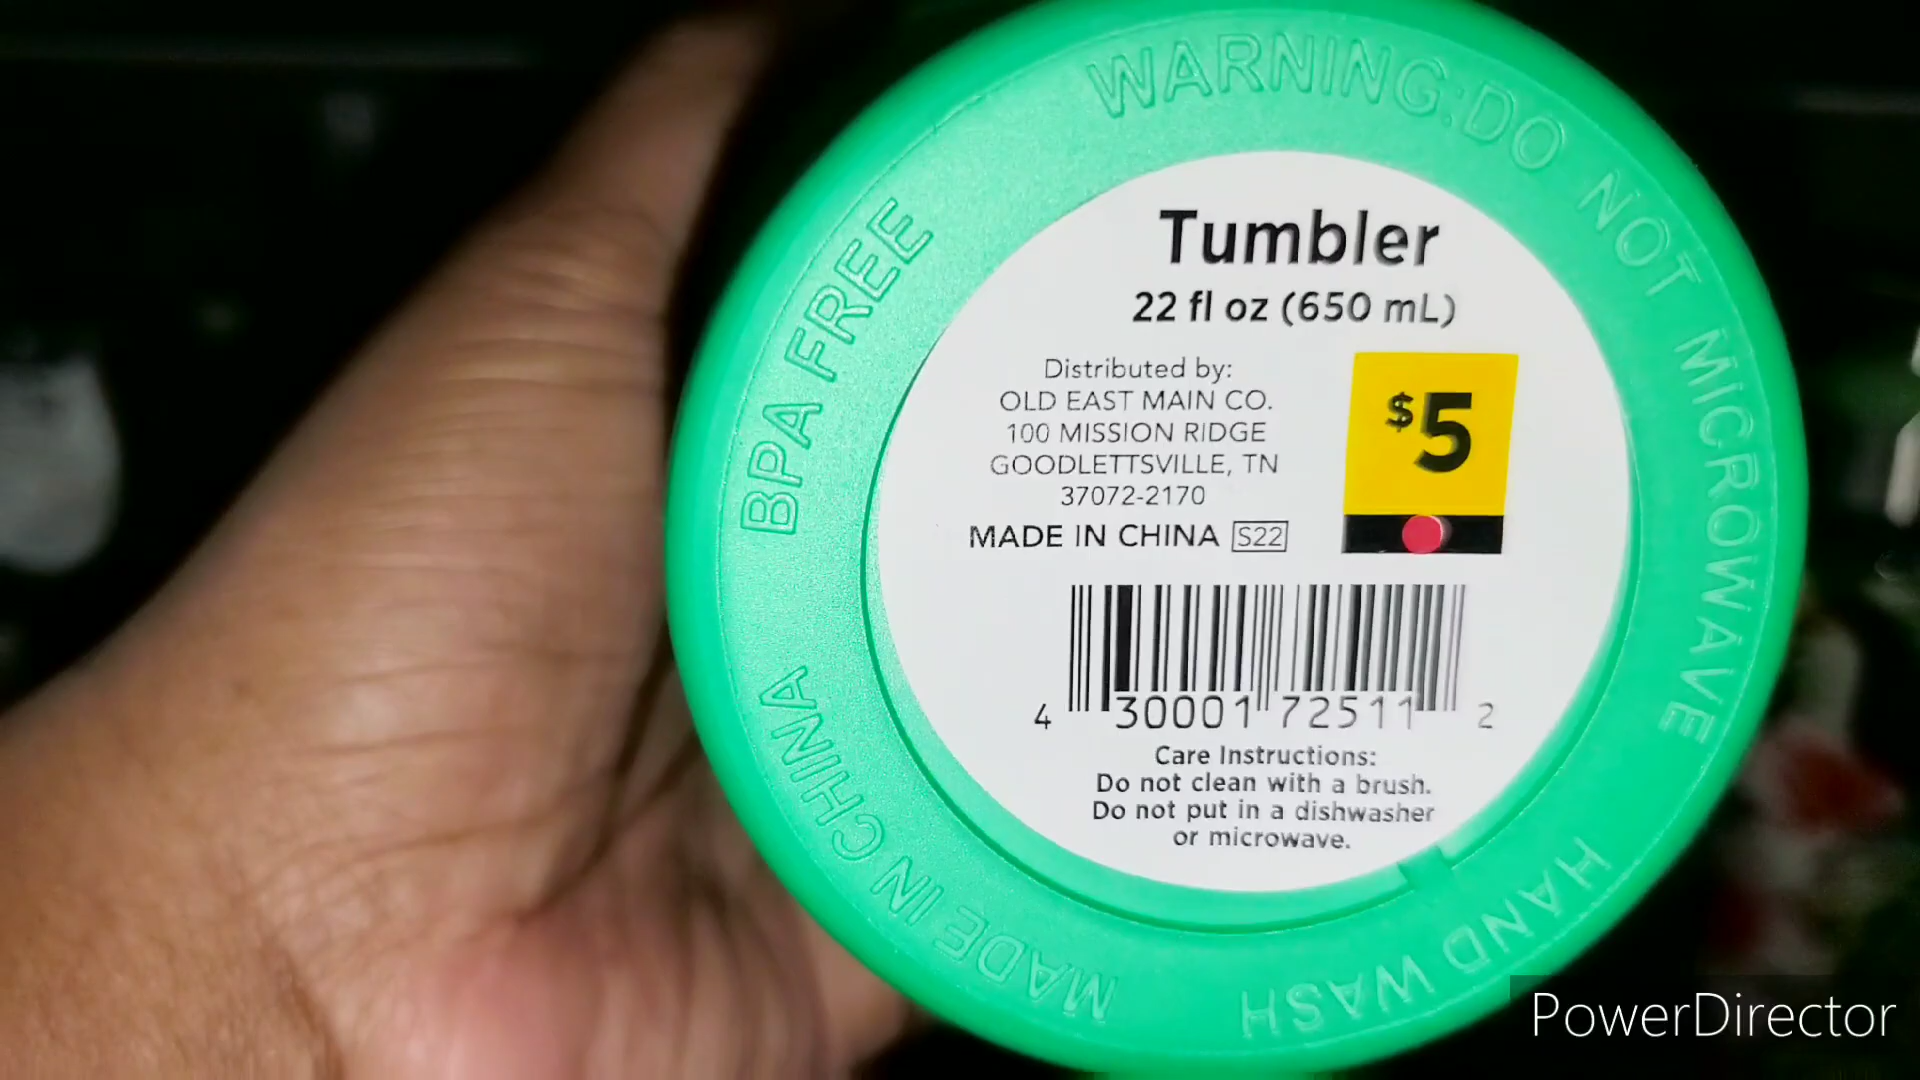 WARNING: DO NOT MICROWAVE
HAND WASH
MADE IN CHINA
BPA FREE
Tumbler
22 fl oz (650 mL)
Distributed by:
OLD EAST MAIN CO.
100 MISSION RIDGE
GOODLETTSVILLE, TN
37072-2170
MADE IN CHINA S22
$5
4 30001 72511 2
Care Instructions:
Do not clean with a brush.
Do not put in a dishwasher
or microwave.
PowerDirector